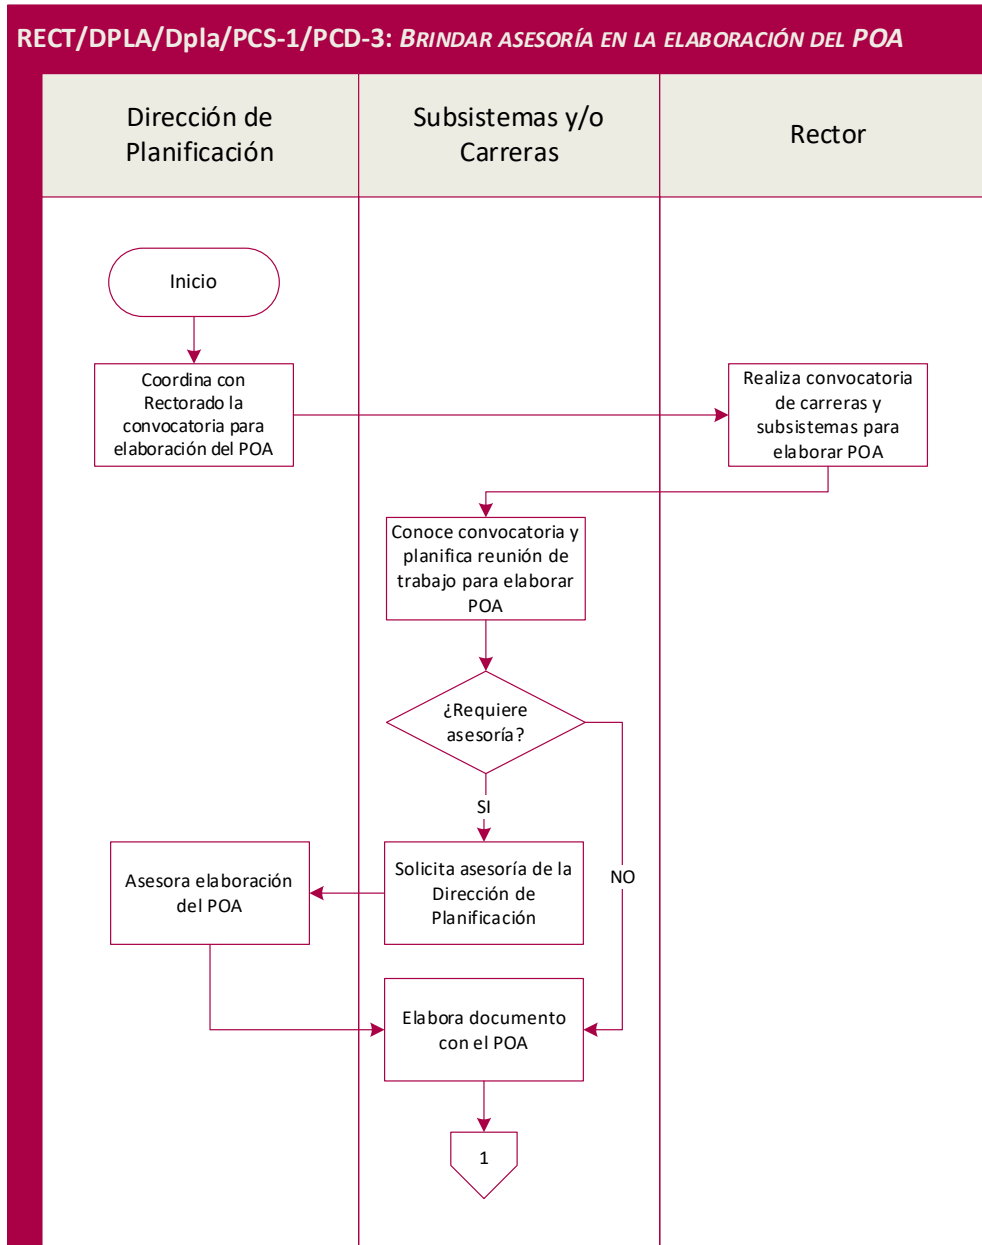 RECT/DPLA/Dpla/PCS-1/PCD-3: BRINDAR ASESORÍA EN LA ELABORACIÓN DEL POA
Dirección de
Planificación
Subsistemas y/o
Carreras
Rector
Inicio
Coordina con
Rectorado la
convocatoria para
elaboración del POA
Realiza convocatoria
de carreras y
subsistemas para
elaborar POA
Conoce convocatoria y
planifica reunión de
trabajo para elaborar
POA
¿Requiere
asesoría?
SI
NO
Solicita asesoría de la
Dirección de
Planificación
Asesora elaboración
del POA
Elabora documento
con el POA
1